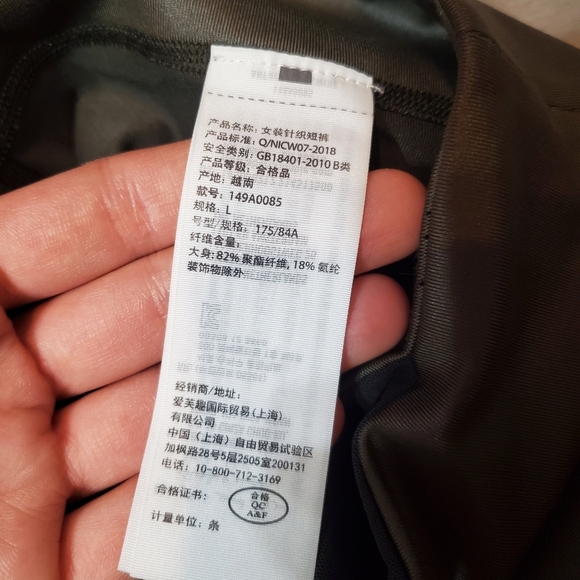 产品名称: 女装针织短裤
产品标准: Q/NICW07-2018
安全类别: GB18401-2010 B类
产品等级: 合格品
产地: 越南
款号: 149A0085
规格: L
号型/规格: 175/84A
纤维含量:
大身: 82% 聚酯纤维, 18% 氨纶
装饰物除外
经销商/地址:
爱芙趣国际贸易(上海)
有限公司
中国（上海）自由贸易试验区
加枫路28号5层2505室200131
电话: 10-800-712-3169
合格证书:
合格
QC
A&F
计量单位: 条